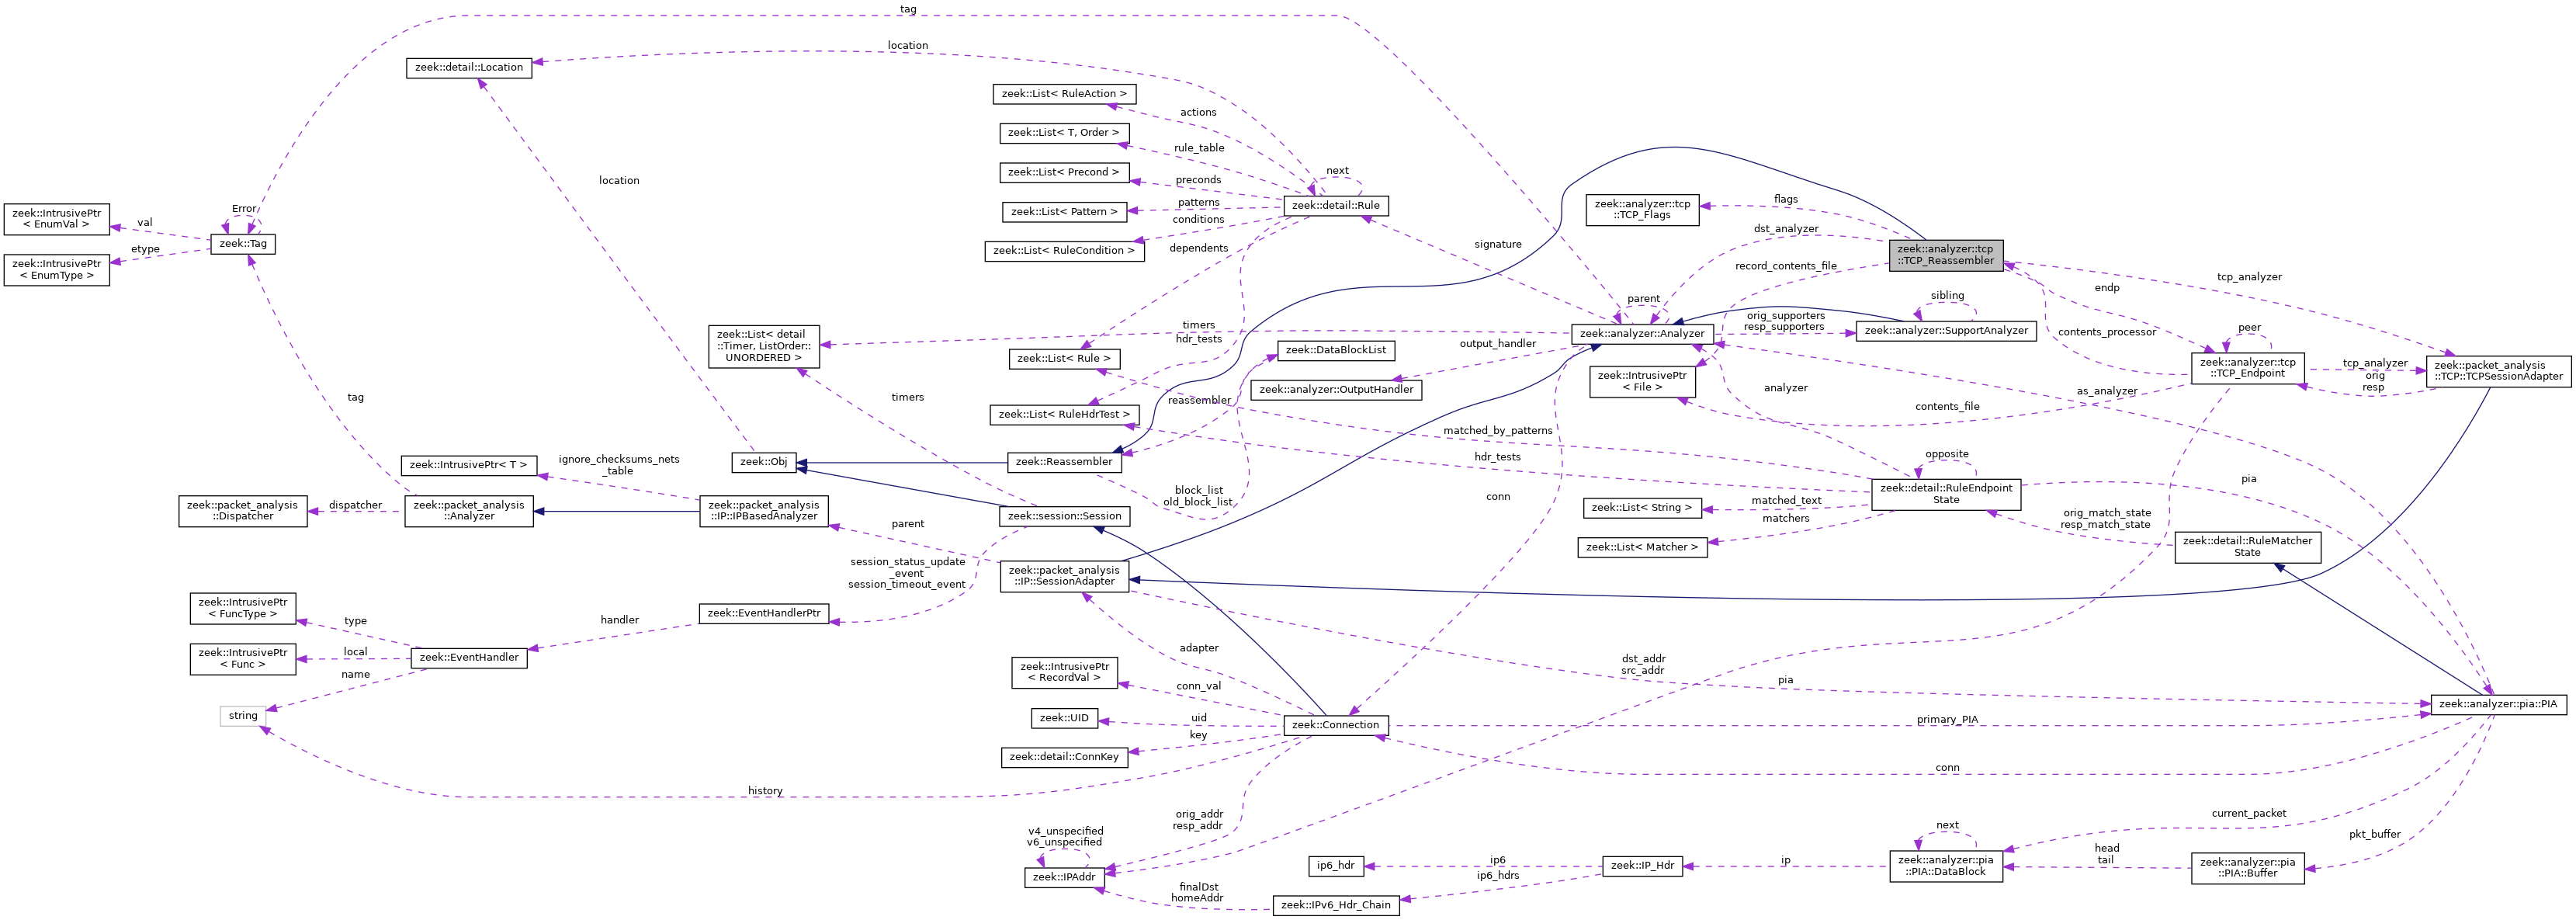 tag
location
zeek::detail::Location
zeek::List< RuleAction >
actions
zeek::List< T, Order >
rule_table
zeek::List< Precond >
preconds
next
location
zeek::detail::Rule
zeek::List< Pattern >
patterns
conditions
zeek::List< RuleCondition >
dependents
zeek::IntrusivePtr
< EnumVal >
val
etype
zeek::IntrusivePtr
< EnumType >
Error
zeek::Tag
zeek::analyzer::tcp
::TCP_Flags
flags
dst_analyzer
signature
record_contents_file
zeek::analyzer::tcp
::TCP_Reassembler
tcp_analyzer
endp
sibling
parent
orig_supporters
resp_supporters
zeek::analyzer::SupportAnalyzer
zeek::analyzer::Analyzer
contents_processor
peer
zeek::List< detail
::Timer, ListOrder::
UNORDERED >
timers
hdr_tests
zeek::List< Rule >
zeek::DataBlockList
output_handler
zeek::analyzer::OutputHandler
zeek::IntrusivePtr
< File >
analyzer
zeek::analyzer::tcp
::TCP_Endpoint
tcp_analyzer
orig
resp
zeek::packet_analysis
::TCP::TCPSessionAdapter
as_analyzer
contents_file
tag
timers
reassembler
zeek::List< RuleHdrTest >
matched_by_patterns
hdr_tests
opposite
zeek::Obj
zeek::Reassembler
zeek::IntrusivePtr< T >
ignore_checksums_nets
_table
block_list
old_block_list
conn
zeek::detail::RuleEndpoint
State
pia
matched_text
zeek::List< String >
matchers
zeek::List< Matcher >
zeek::packet_analysis
::Dispatcher
dispatcher
zeek::packet_analysis
::Analyzer
zeek::packet_analysis
::IP::IPBasedAnalyzer
parent
zeek::session::Session
orig_match_state
resp_match_state
zeek::detail::RuleMatcher
State
session_status_update
_event
session_timeout_event
zeek::packet_analysis
::IP::SessionAdapter
zeek::IntrusivePtr
< FuncType >
type
handler
zeek::EventHandlerPtr
zeek::IntrusivePtr
< Func >
local
name
zeek::EventHandler
string
adapter
zeek::IntrusivePtr
< RecordVal >
conn_val
dst_addr
src_addr
pia
zeek::analyzer::pia::PIA
zeek::UID
uid
key
zeek::Connection
primary_PIA
zeek::detail::ConnKey
conn
history
orig_addr
resp_addr
current_packet
pkt_buffer
v4_unspecified
v6_unspecified
zeek::IPAddr
finalDst
homeAddr
ip6_hdr
ip6
ip6_hdrs
zeek::IPv6_Hdr_Chain
zeek::IP_Hdr
ip
next
zeek::analyzer::pia
::PIA::DataBlock
head
tail
zeek::analyzer::pia
::PIA::Buffer